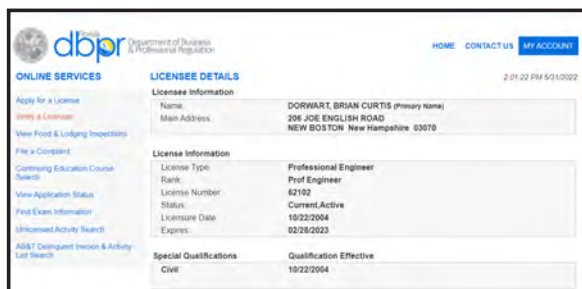 Florida
dbpr Department of Business
& Professional Regulation
HOME CONTACT US MY ACCOUNT
ONLINE SERVICES
Apply for a License
Verify a Licensee
View Food & Lodging Inspections
File a Complaint
Continuing Education Course
Search
View Application Status
Find Exam Information
Unlicensed Activity Search
AB&T Delinquent Invoice & Activity
List Search
LICENSEE DETAILS 2:01:22 PM 5/31/2022
Licensee Information
Name: DORWART, BRIAN CURTIS (Primary Name)
Main Address: 206 JOE ENGLISH ROAD
NEW BOSTON New Hampshire 03070
License Information
License Type: Professional Engineer
Rank: Prof Engineer
License Number: 62102
Status: Current,Active
Licensure Date: 10/22/2004
Expires: 02/28/2023
Special Qualifications Qualification Effective
Civil 10/22/2004